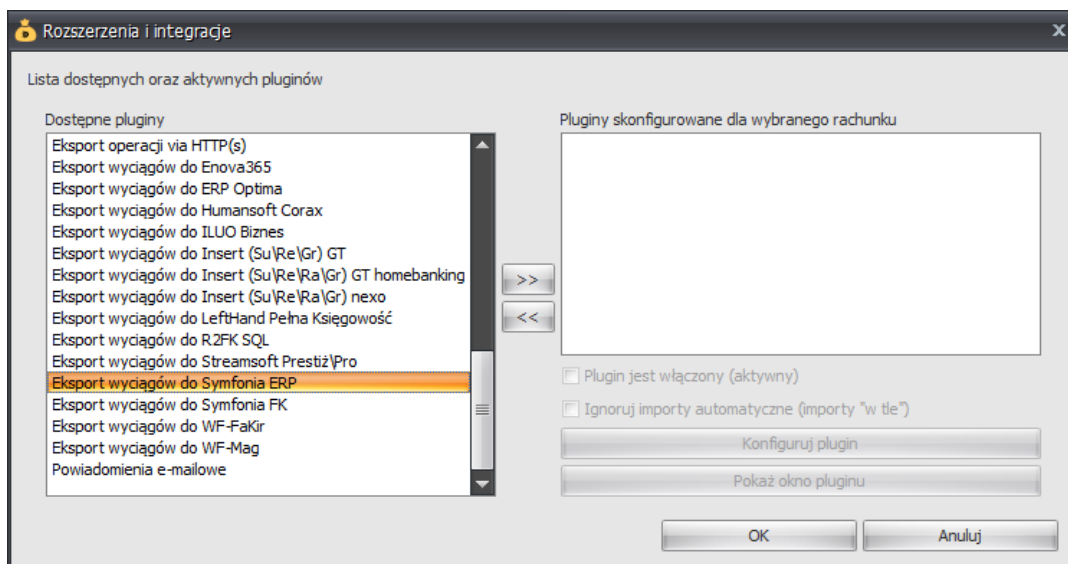 Rozszerzenia i integracje
x
Lista dostępnych oraz aktywnych pluginów
Dostępne pluginy
Eksport operacji via HTTP(s)
Eksport wyciągów do Enova365
Eksport wyciągów do ERP Optima
Eksport wyciągów do Humansoft Corax
Eksport wyciągów do ILUO Biznes
Eksport wyciągów do Insert (Su\Re\Gr) GT
Eksport wyciągów do Insert (Su\Re\Ra\Gr) GT homebanking
Eksport wyciągów do Insert (Su\Re\Ra\Gr) nexo
Eksport wyciągów do LeftHand Pełna Księgowość
Eksport wyciągów do R2FK SQL
Eksport wyciągów do Streamsoft Prestiż\Pro
Eksport wyciągów do Symfonia ERP
Eksport wyciągów do Symfonia FK
Eksport wyciągów do WF-FaKir
Eksport wyciągów do WF-Mag
Powiadomienia e-mailowe
>>
<<
Pluginy skonfigurowane dla wybranego rachunku
Plugin jest włączony (aktywny)
Ignoruj importy automatyczne (importy "w tle")
Konfiguruj plugin
Pokaż okno pluginu
OK
Anuluj